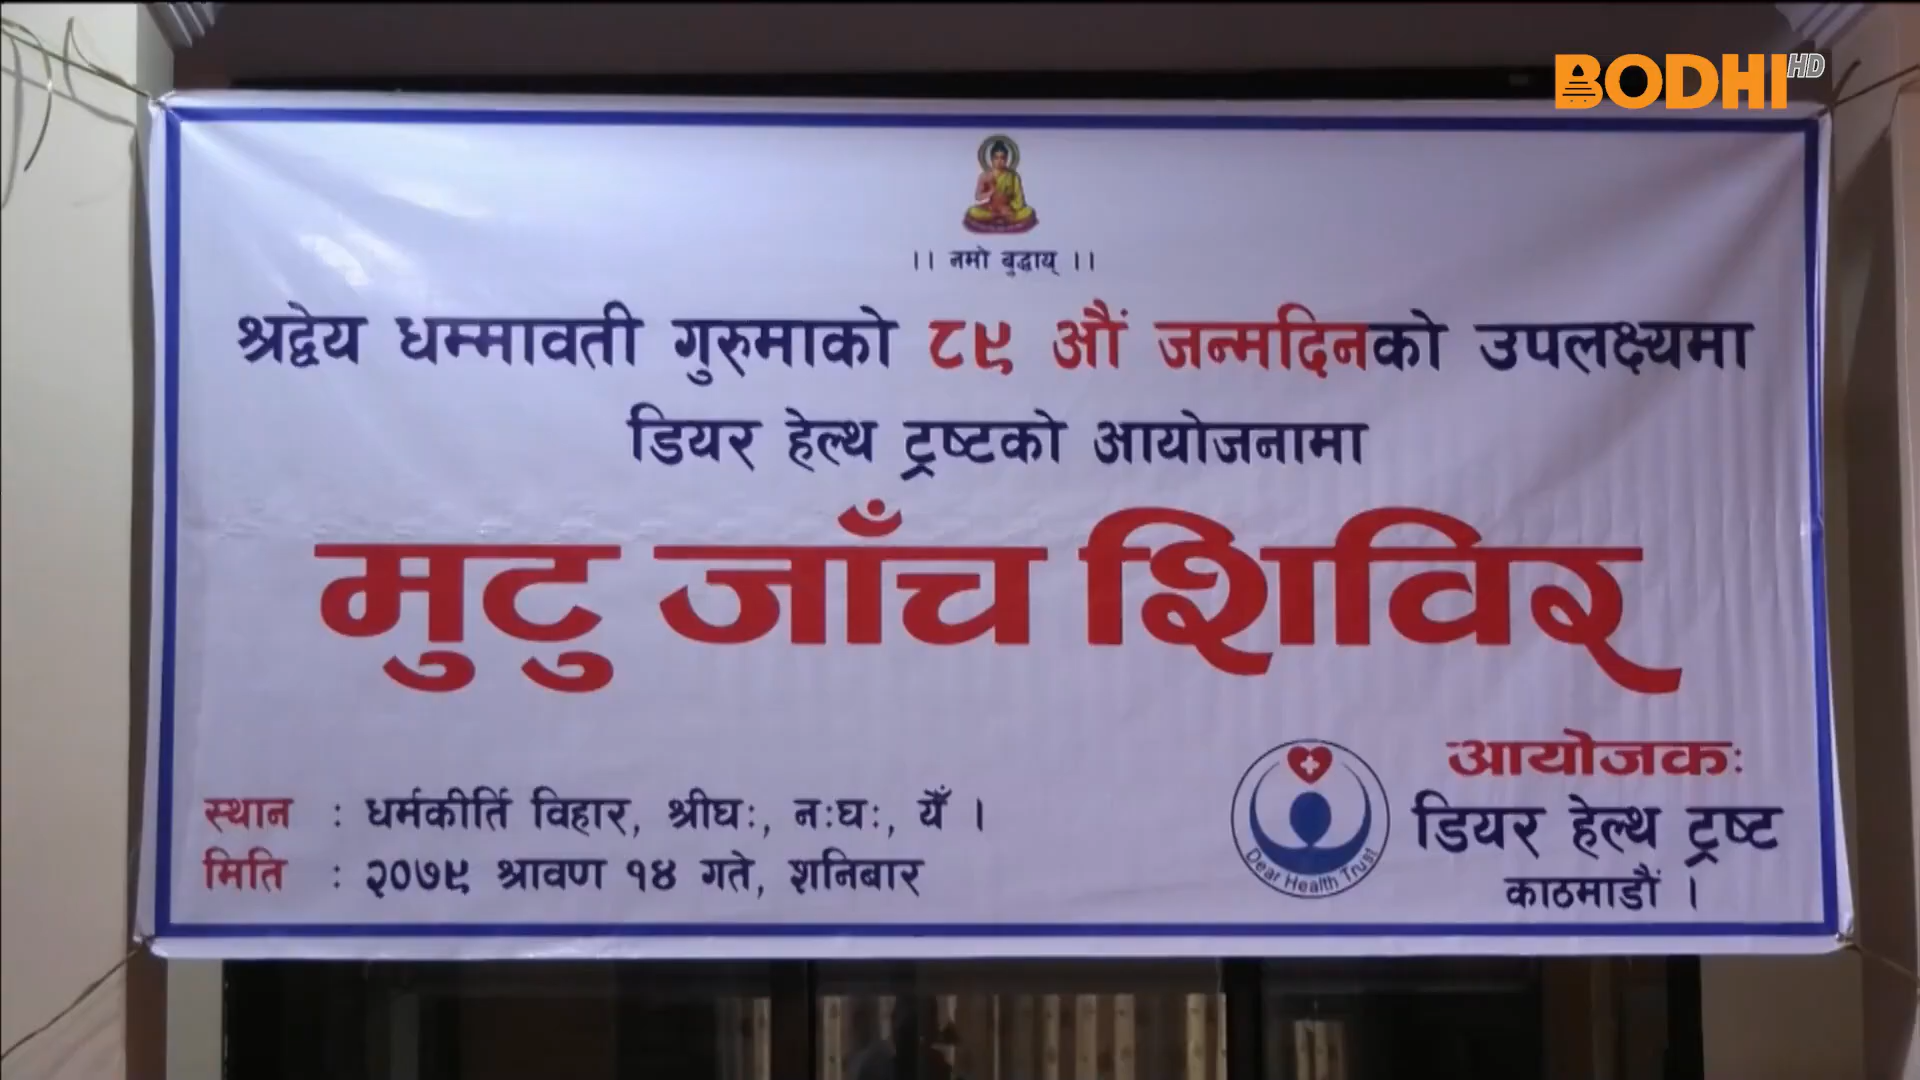 BODHI HD
।। नमो बुद्धाय् ।।
श्रद्वेय धम्मावती गुरुमाको ८९ औं जन्मदिनको उपलक्ष्यमा
डियर हेल्थ ट्रष्टको आयोजनामा
मुटु जाँच शिविर
स्थान : धर्मकीर्ति विहार, श्रीघः, नःघः, येँ ।
मिति : २०७९ श्रावण १४ गते, शनिबार
Dear Health Trust
आयोजकः
डियर हेल्थ ट्रष्ट
काठमाडौं ।